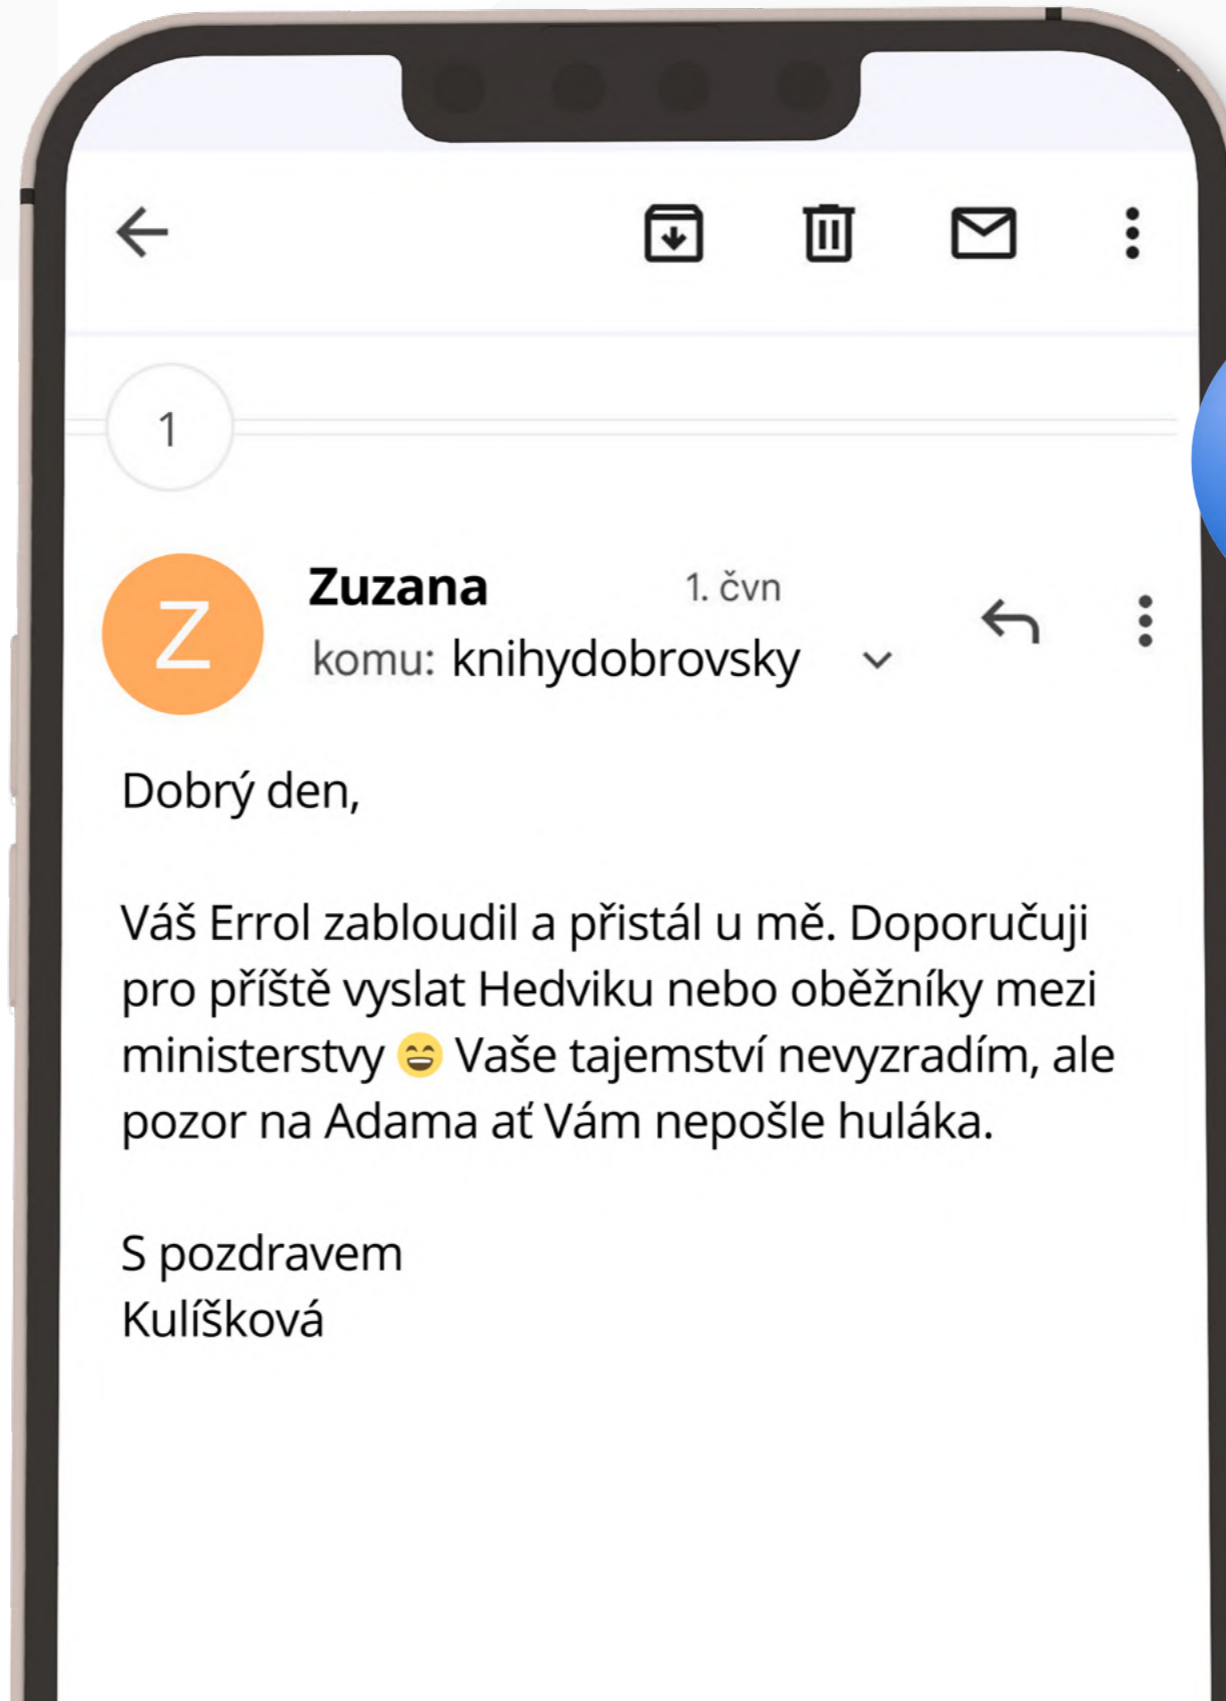 1
Z
Zuzana 1. čvn
komu: knihydobrovsky
Dobrý den,
Váš Errol zabloudil a přistál u mě. Doporučuji
pro příště vyslat Hedviku nebo oběžníky mezi
ministerstvy 😄 Vaše tajemství nevyzradím, ale
pozor na Adama ať Vám nepošle huláka.
S pozdravem
Kulíšková